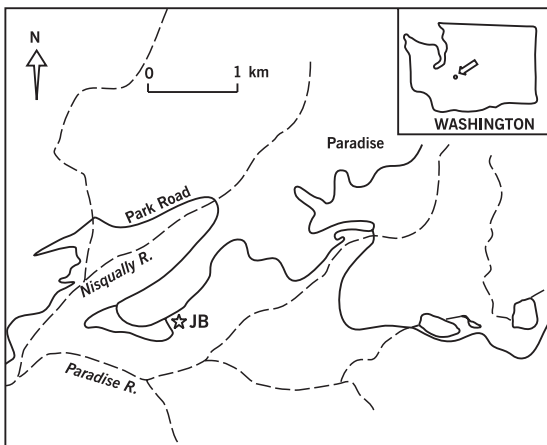 N
0 1 km
WASHINGTON
Paradise
Park Road
Nisqually R.
JB
Paradise R.